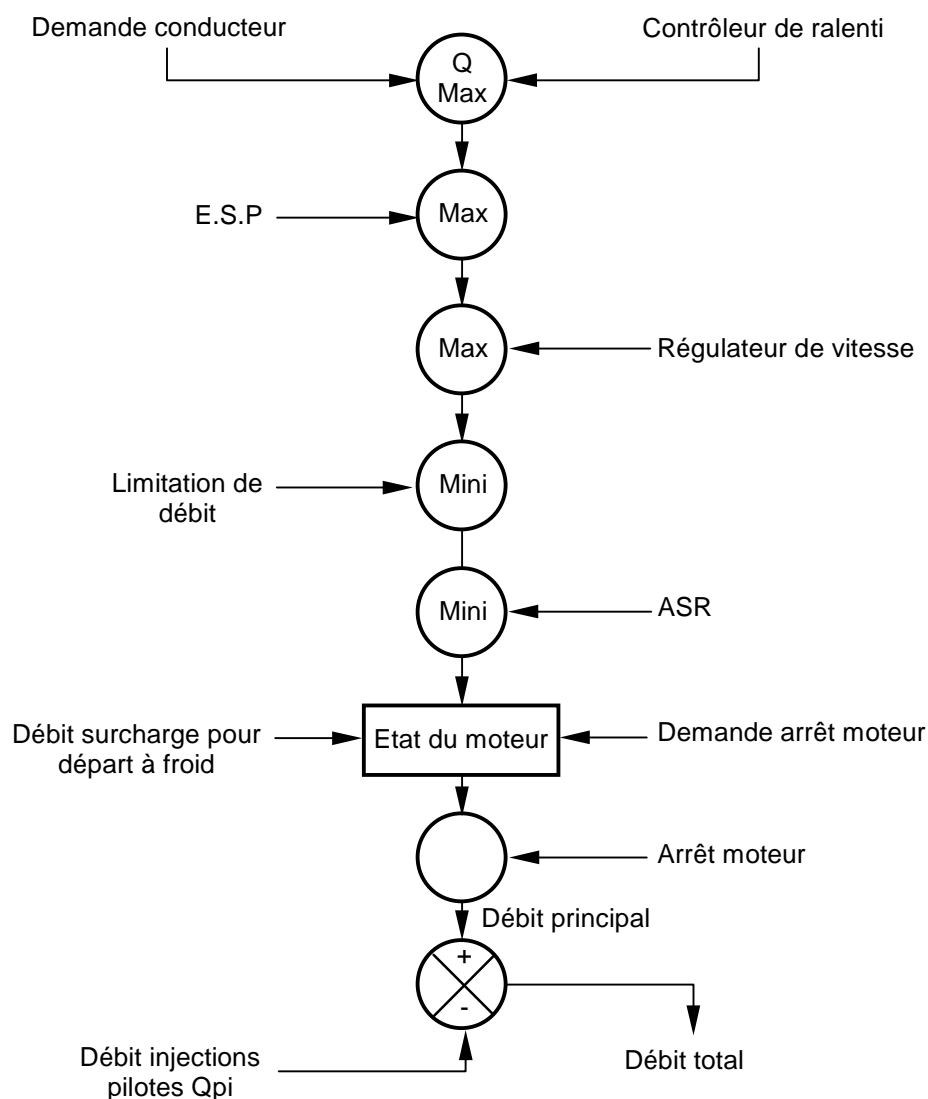 Demande conducteur
Contrôleur de ralenti
Q
Max
E.S.P
Max
Max
Régulateur de vitesse
Limitation de
débit
Mini
Mini
ASR
Débit surcharge pour
départ à froid
Etat du moteur
Demande arrêt moteur
Arrêt moteur
Débit principal
+
-
Débit injections
pilotes Qpi
Débit total